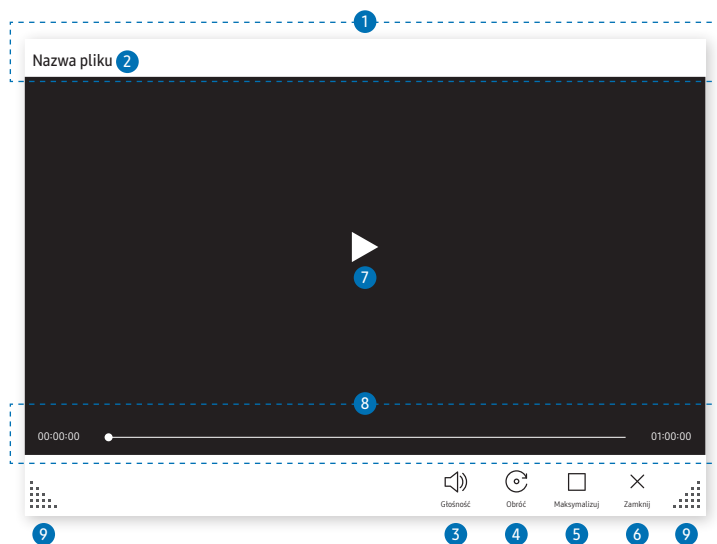 1
Nazwa pliku 2
7
8
00:00:00 01:00:00
Głośność Obróć Maksymalizuj Zamknij
9 3 4 5 6 9